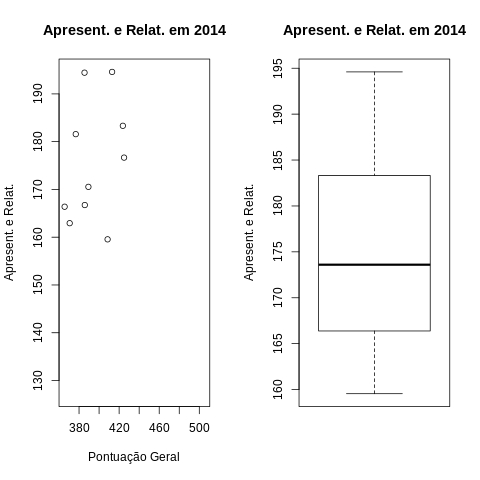 Apresent. e Relat. em 2014
Apresent. e Relat.
190
180
170
160
150
140
130
380 420 460 500
Pontuação Geral
Apresent. e Relat. em 2014
Apresent. e Relat.
195
190
185
180
175
170
165
160